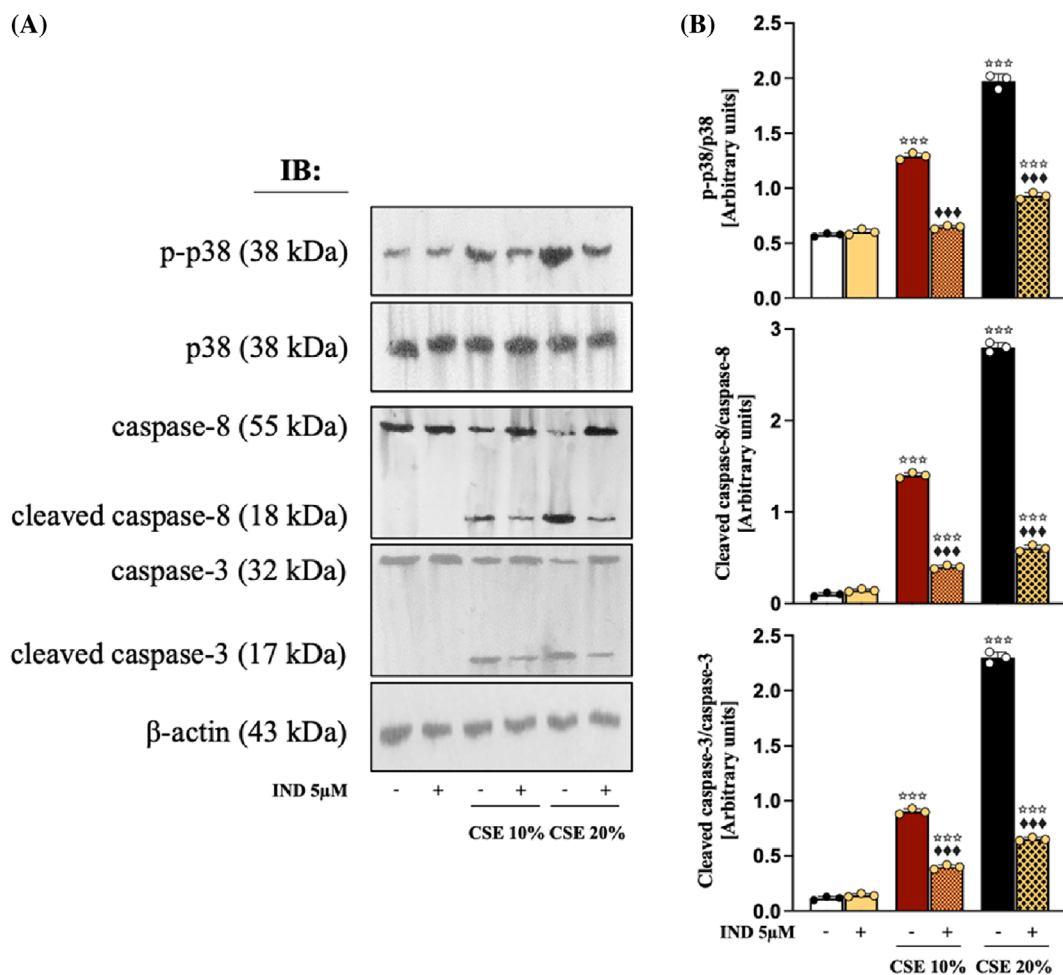 (A)
IB:
p-p38 (38 kDa)
p38 (38 kDa)
caspase-8 (55 kDa)
cleaved caspase-8 (18 kDa)
caspase-3 (32 kDa)
cleaved caspase-3 (17 kDa)
β-actin (43 kDa)
IND 5µM - + - + - +
CSE 10% CSE 20%
(B)
p-p38/p38
[Arbitrary units]
2.5
2.0
1.5
1.0
0.5
0.0
☆☆☆
☆☆☆
♦♦♦
☆☆☆
♦♦♦
Cleaved caspase-8/caspase-8
[Arbitrary units]
3
2
1
0
☆☆☆
☆☆☆
☆☆☆
♦♦♦
☆☆☆
♦♦♦
Cleaved caspase-3/caspase-3
[Arbitrary units]
2.5
2.0
1.5
1.0
0.5
0.0
☆☆☆
☆☆☆
☆☆☆
♦♦♦
☆☆☆
♦♦♦
IND 5µM - + - + - +
CSE 10% CSE 20%